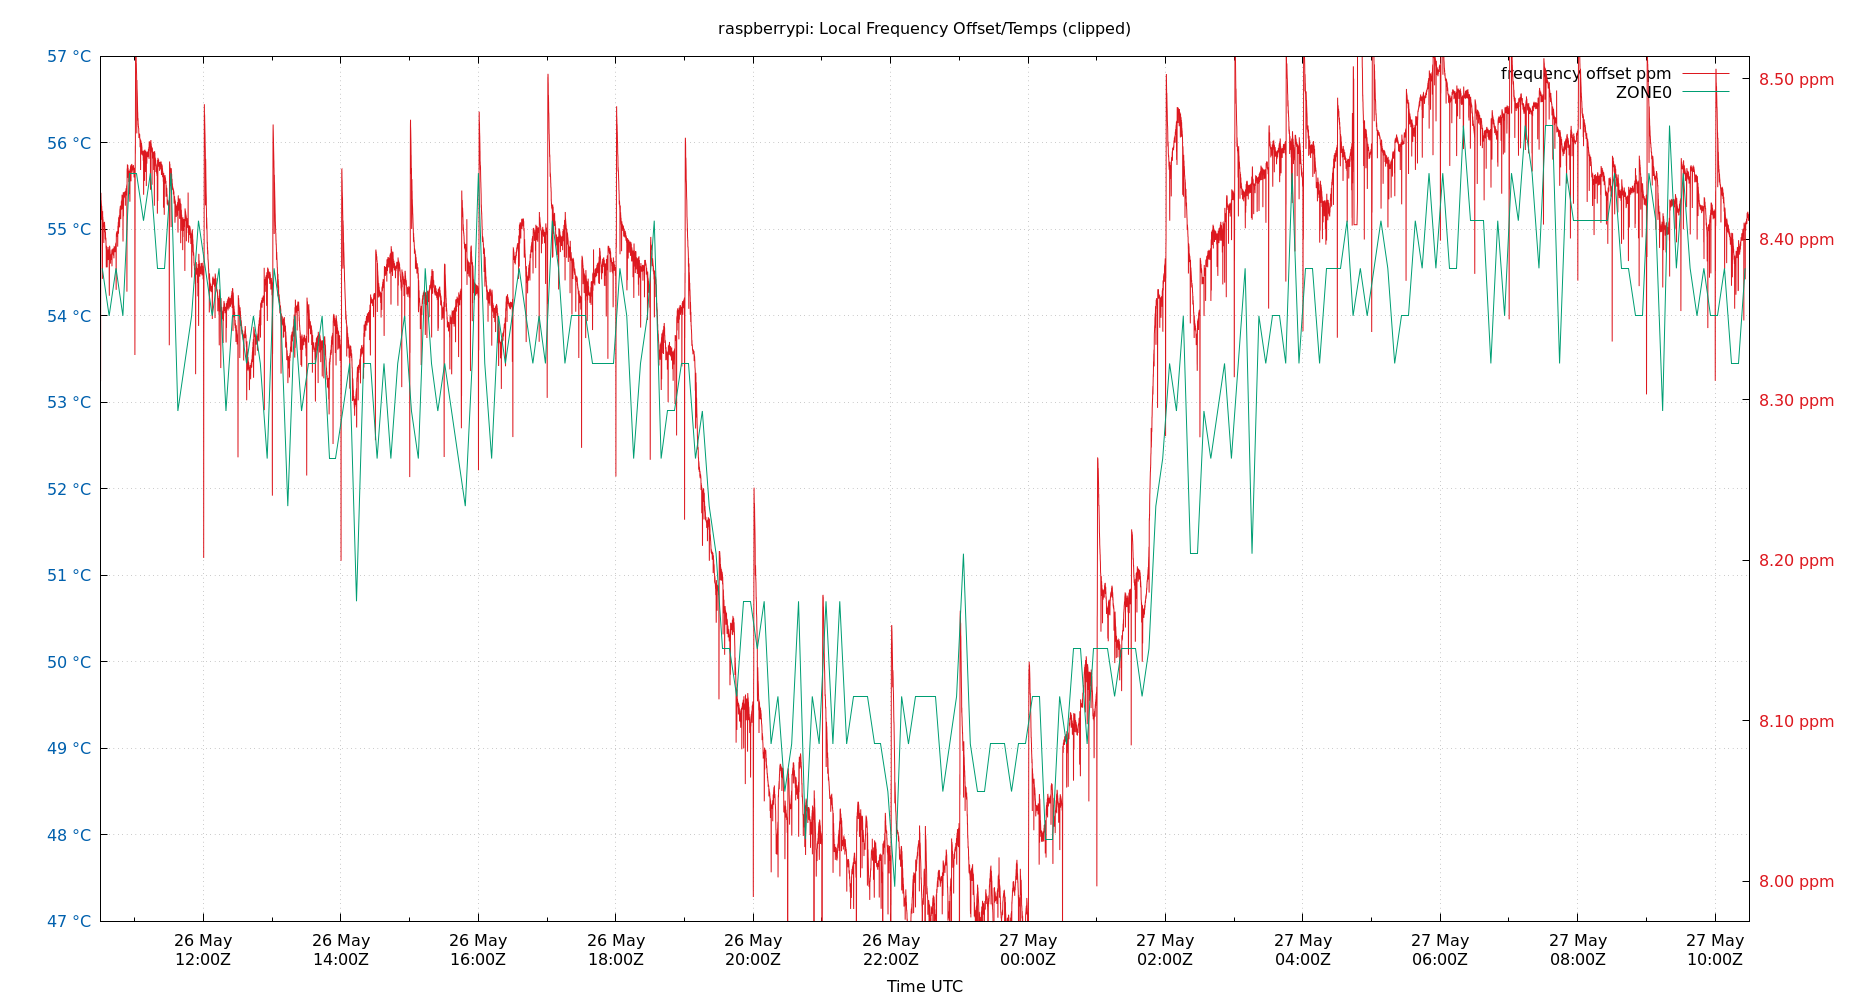 raspberrypi: Local Frequency Offset/Temps (clipped)
57 °C
56 °C
55 °C
54 °C
53 °C
52 °C
51 °C
50 °C
49 °C
48 °C
47 °C
frequency offset ppm
ZONE0
8.50 ppm
8.40 ppm
8.30 ppm
8.20 ppm
8.10 ppm
8.00 ppm
26 May 26 May 26 May 26 May 26 May 26 May 27 May 27 May 27 May 27 May 27 May 27 May
12:00Z 14:00Z 16:00Z 18:00Z 20:00Z 22:00Z 00:00Z 02:00Z 04:00Z 06:00Z 08:00Z 10:00Z
Time UTC